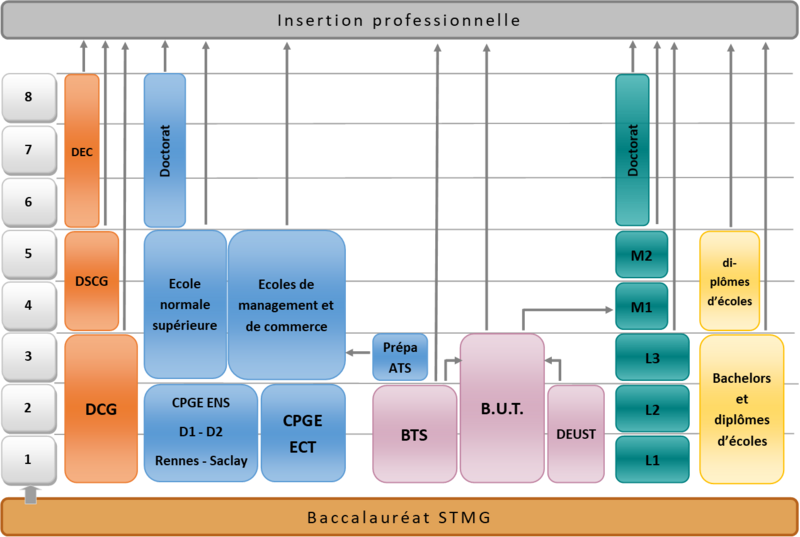 Insertion professionnelle
8
7
6
5
4
3
2
1
DEC
DSCG
DCG
Doctorat
Ecole
normale
supérieure
Ecoles de
management et
de commerce
CPGE ENS
D1 - D2
Rennes - Saclay
CPGE
ECT
Prépa
ATS
BTS
B.U.T.
DEUST
Doctorat
M2
M1
L3
L2
L1
di-
plômes
d'écoles
Bachelors
et
diplômes
d'écoles
Baccalauréat STMG